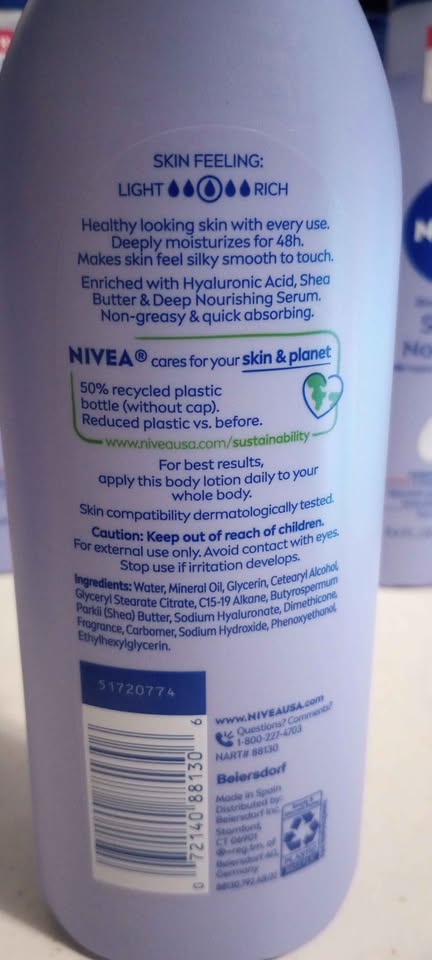 SKIN FEELING:
LIGHT RICH
Healthy looking skin with every use.
Deeply moisturizes for 48h.
Makes skin feel silky smooth to touch.
Enriched with Hyaluronic Acid, Shea
Butter & Deep Nourishing Serum.
Non-greasy & quick absorbing.
NIVEA® cares for your skin & planet
50% recycled plastic
bottle (without cap).
Reduced plastic vs. before.
www.niveausa.com/sustainability
For best results,
apply this body lotion daily to your
whole body.
Skin compatibility dermatologically tested.
Caution: Keep out of reach of children.
For external use only. Avoid contact with eyes.
Stop use if irritation develops.
Ingredients: Water, Mineral Oil, Glycerin, Cetearyl Alcohol,
Glyceryl Stearate Citrate, C15-19 Alkane, Butyrospermum
Parkii (Shea) Butter, Sodium Hyaluronate, Dimethicone,
Fragrance, Carbomer, Sodium Hydroxide, Phenoxyethanol,
Ethylhexylglycerin.
51720774
0 72140 88130 6
www.NIVEAUSA.com
Questions? Comments?
1-800-227-4703
NART# 88130
Beiersdorf
Made in Spain
Distributed by:
Beiersdorf Inc.
Stamford,
CT 06901
®=reg.tm. of
Beiersdorf AG,
Germany
PLASTIC